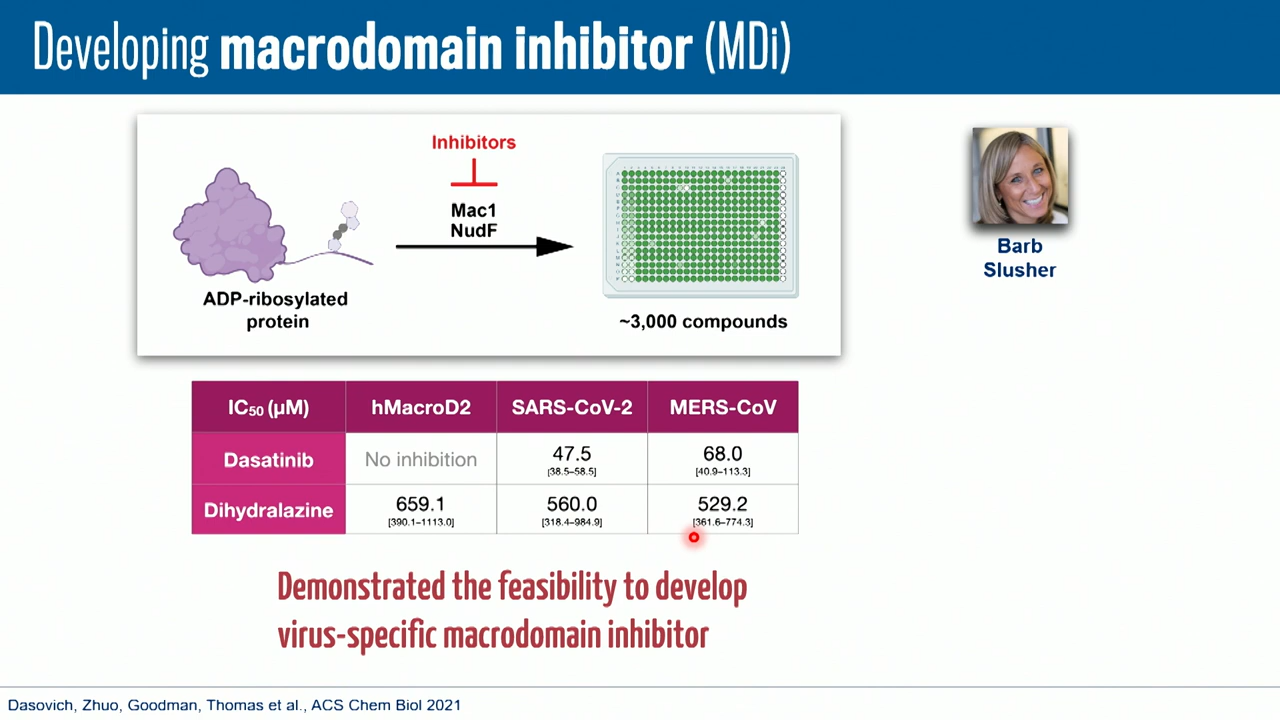 Developing macrodomain inhibitor (MDi)
Inhibitors
Mac1
NudF
ADP-ribosylated
protein
~3,000 compounds
Barb
Slusher
IC₅₀ (µM) hMacroD2 SARS-CoV-2 MERS-CoV
Dasatinib No inhibition 47.5 68.0
[38.5–58.5] [40.9–113.3]
Dihydralazine 659.1 560.0 529.2
[390.1–1113.0] [318.4–984.9] [361.6–774.3]
Demonstrated the feasibility to develop
virus-specific macrodomain inhibitor
Dasovich, Zhuo, Goodman, Thomas et al., ACS Chem Biol 2021